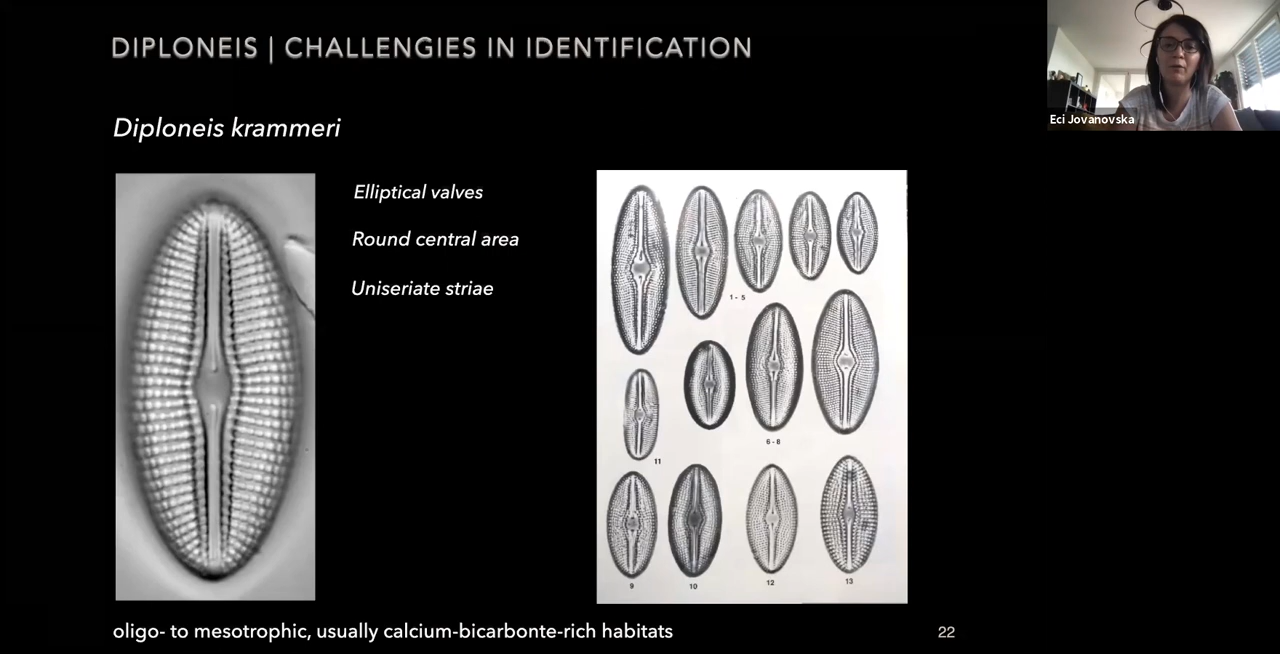 DIPLONEIS | CHALLENGIES IN IDENTIFICATION
Eci Jovanovska
Diploneis krammeri
Elliptical valves
Round central area
Uniseriate striae
1 - 5
6 - 8
11
9
10
12
13
oligo- to mesotrophic, usually calcium-bicarbonte-rich habitats
22